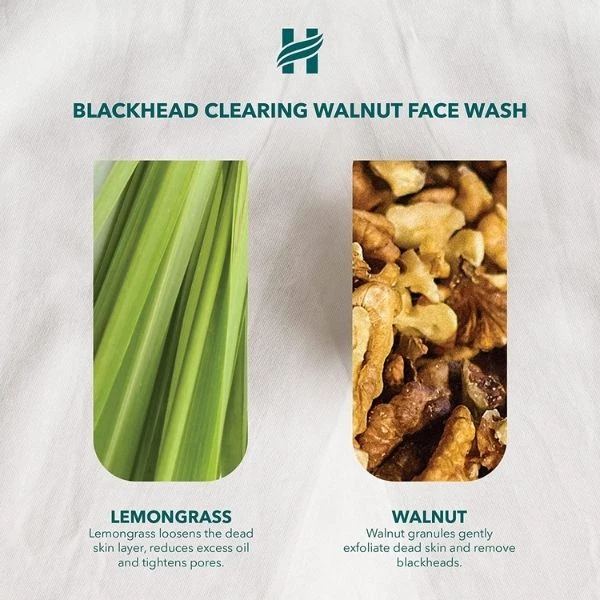 H
BLACKHEAD CLEARING WALNUT FACE WASH
LEMONGRASS
Lemongrass loosens the dead
skin layer, reduces excess oil
and tightens pores.
WALNUT
Walnut granules gently
exfoliate dead skin and remove
blackheads.